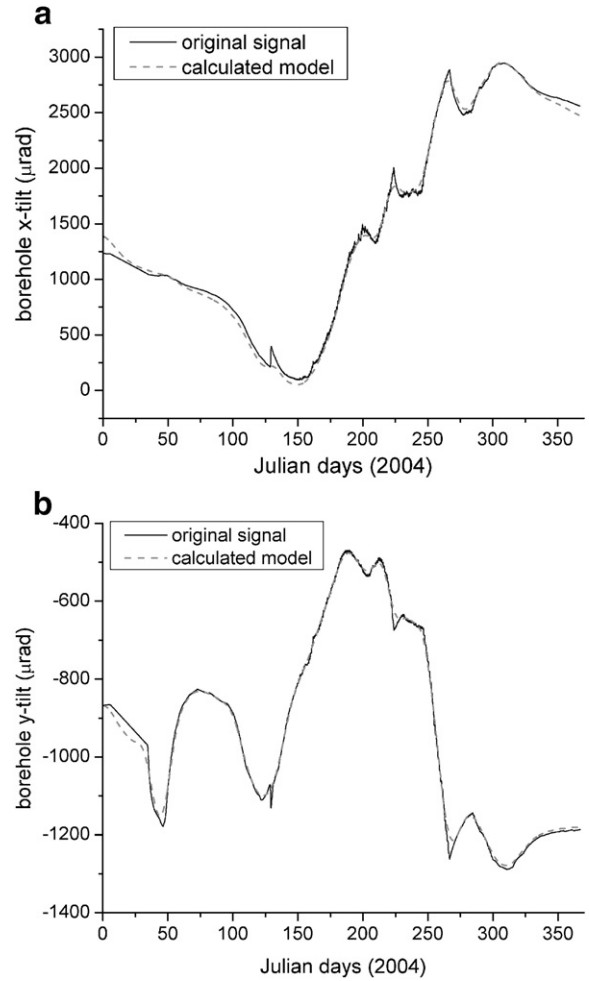 a
original signal
calculated model
3000
2500
2000
1500
1000
500
0
borehole x-tilt (μrad)
0 50 100 150 200 250 300 350
Julian days (2004)
b
-400
original signal
calculated model
-600
-800
-1000
-1200
-1400
borehole y-tilt (μrad)
0 50 100 150 200 250 300 350
Julian days (2004)